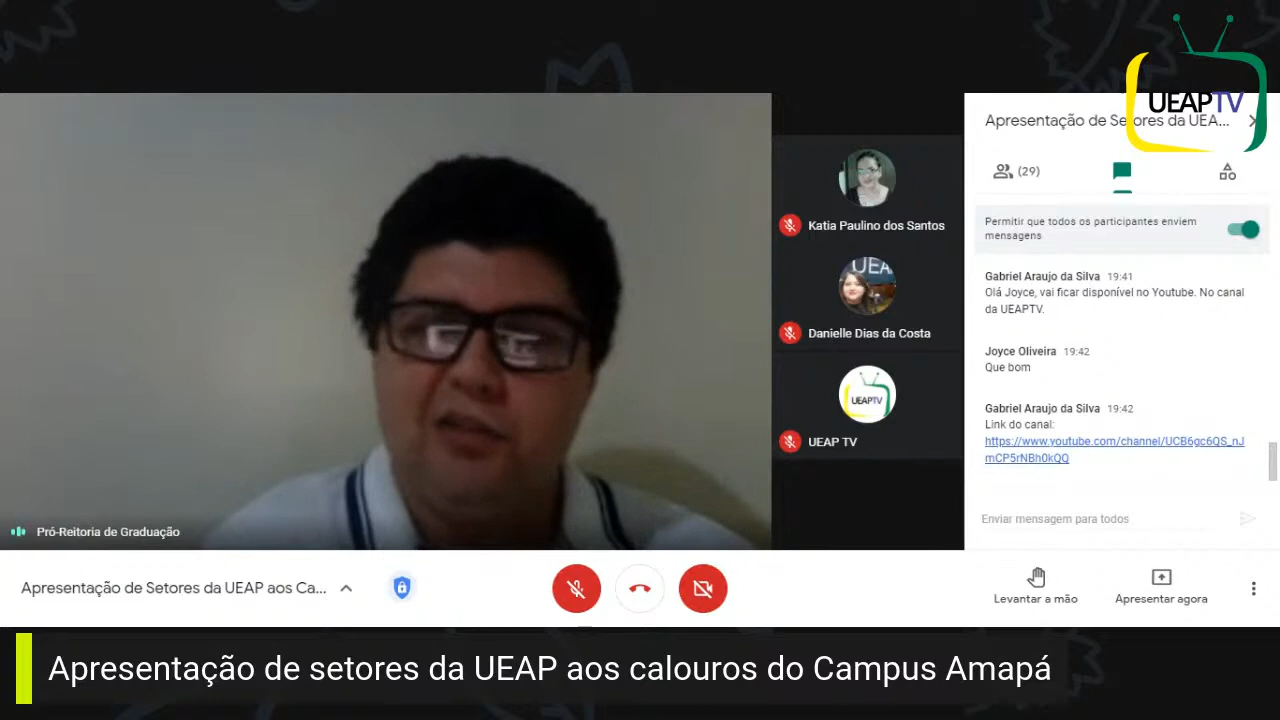 UEAPTV
Apresentação de Se
UEA...
(29)
Permitir que todos os participantes enviem
mensagens
Gabriel Araujo da Silva 19:41
Olá Joyce, vai ficar disponível no Youtube. No canal
da UEAPTV.
Joyce Oliveira 19:42
Que bom
Gabriel Araujo da Silva 19:42
Link do canal:
https://www.youtube.com/channel/UCB6gc6QS_nJ
mCP5rNBh0kQQ
Enviar mensagem para todos
UEA
Katia Paulino dos Santos
Danielle Dias da Costa
UEAPTV
UEAP TV
Pró-Reitoria de Graduação
Apresentação de Setores da UEAP aos Ca...
Levantar a mão
Apresentar agora
Apresentação de setores da UEAP aos calouros do Campus Amapá